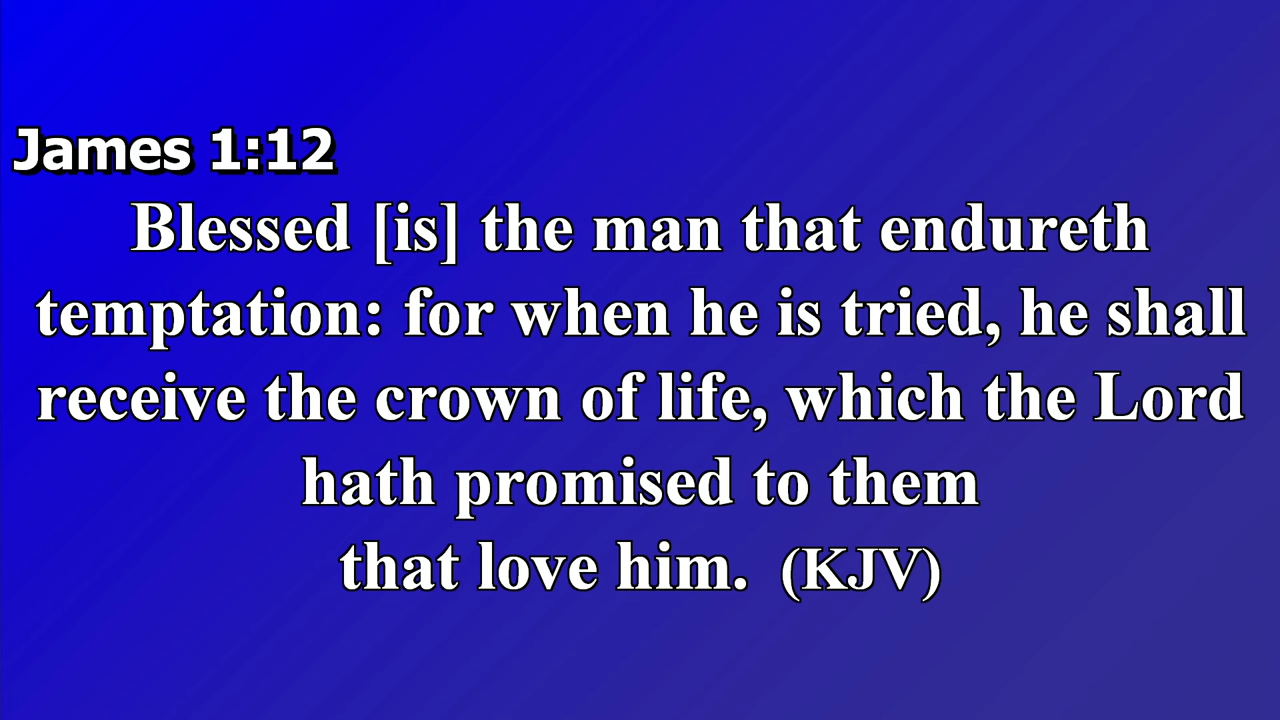 James 1:12
Blessed [is] the man that endureth
temptation: for when he is tried, he shall
receive the crown of life, which the Lord
hath promised to them
that love him. (KJV)